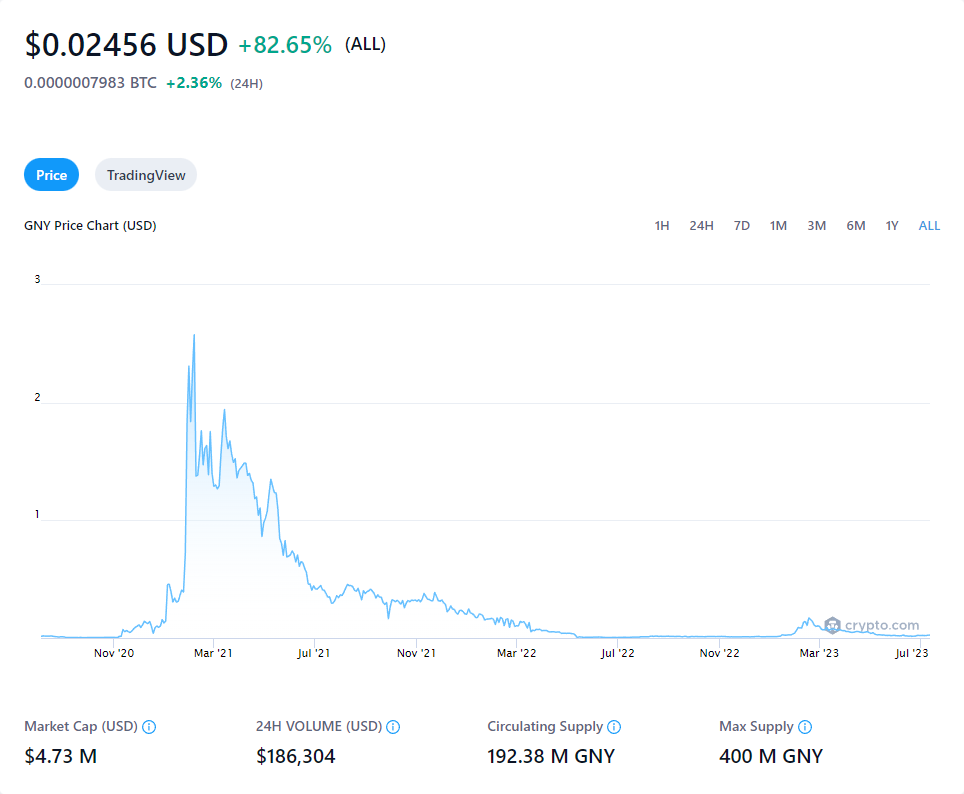 $0.02456 USD +82.65% (ALL)
0.0000007983 BTC +2.36% (24H)
Price TradingView
GNY Price Chart (USD) 1H 24H 7D 1M 3M 6M 1Y ALL
3
2
1
crypto.com
Nov '20 Mar '21 Jul '21 Nov '21 Mar '22 Jul '22 Nov '22 Mar '23 Jul '23
Market Cap (USD) 24H VOLUME (USD) Circulating Supply Max Supply
$4.73 M $186,304 192.38 M GNY 400 M GNY